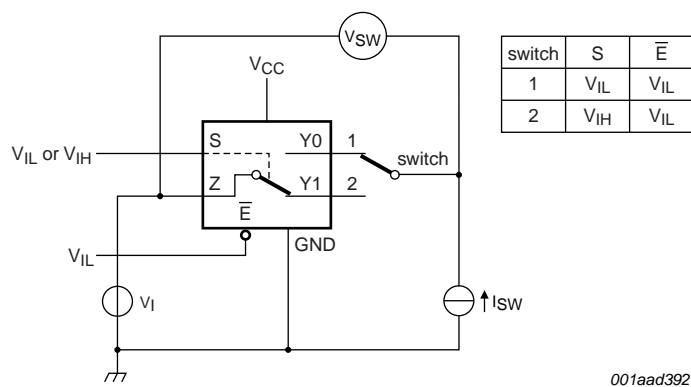 VSW
switch S E̅
1 VIL VIL
2 VIH VIL
VCC
VIL or VIH
S Y0 1
switch
Z Y1 2
E̅
GND
VIL
VI
ISW
001aad392